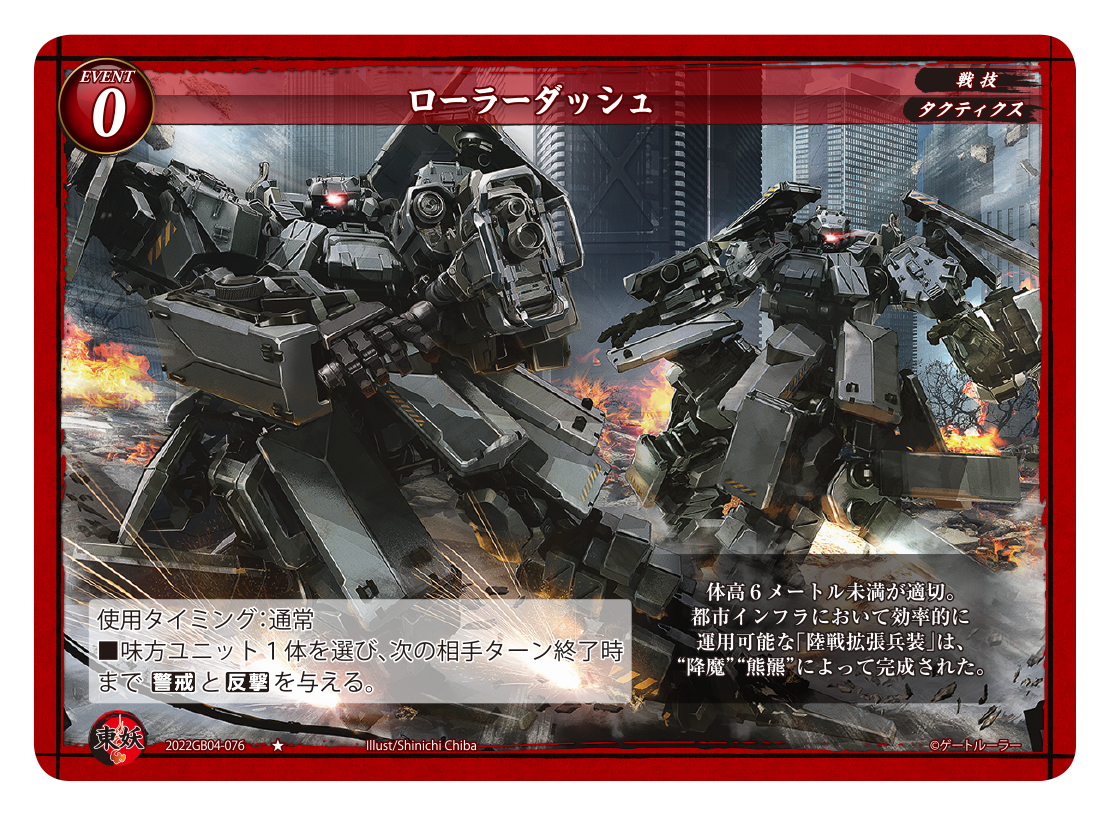 EVENT
0
ローラーダッシュ
戦技
タクティクス
使用タイミング：通常
■味方ユニット1体を選び、次の相手ターン終了時
まで 警戒 と 反撃 を与える。
体高6メートル未満が適切。
都市インフラにおいて効率的に
運用可能な「陸戦拡張兵装」は、
“降魔”“熊羆”によって完成された。
東妖
2022GB04-076 ★ Illust/Shinichi Chiba ©ゲートルーラー